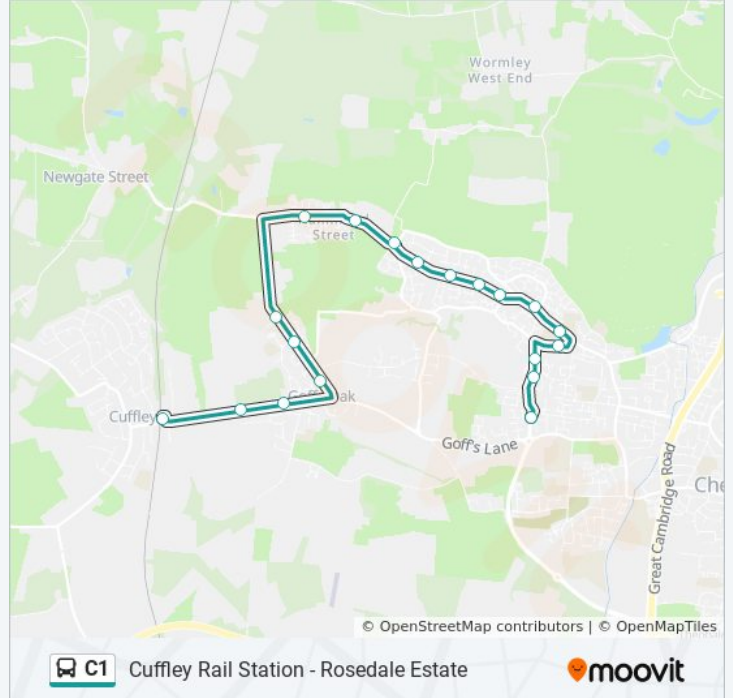 Wormley
West End
Newgate Street
Street
Cuffley
Goff's Lane
Great Cambridge Road
© OpenStreetMap contributors | © OpenMapTiles
C1
Cuffley Rail Station - Rosedale Estate
moovit